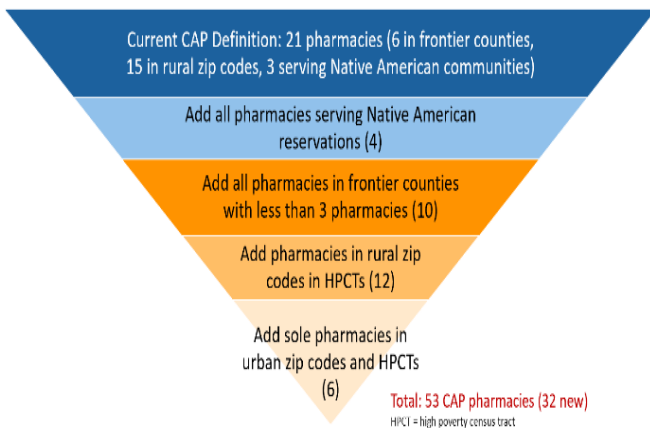 Current CAP Definition: 21 pharmacies (6 in frontier counties,
15 in rural zip codes, 3 serving Native American communities)
Add all pharmacies serving Native American
reservations (4)
Add all pharmacies in frontier counties
with less than 3 pharmacies (10)
Add pharmacies in rural zip
codes in HPCTs (12)
Add sole pharmacies in
urban zip codes and HPCTs
(6)
Total: 53 CAP pharmacies (32 new)
HPCT = high poverty census tract